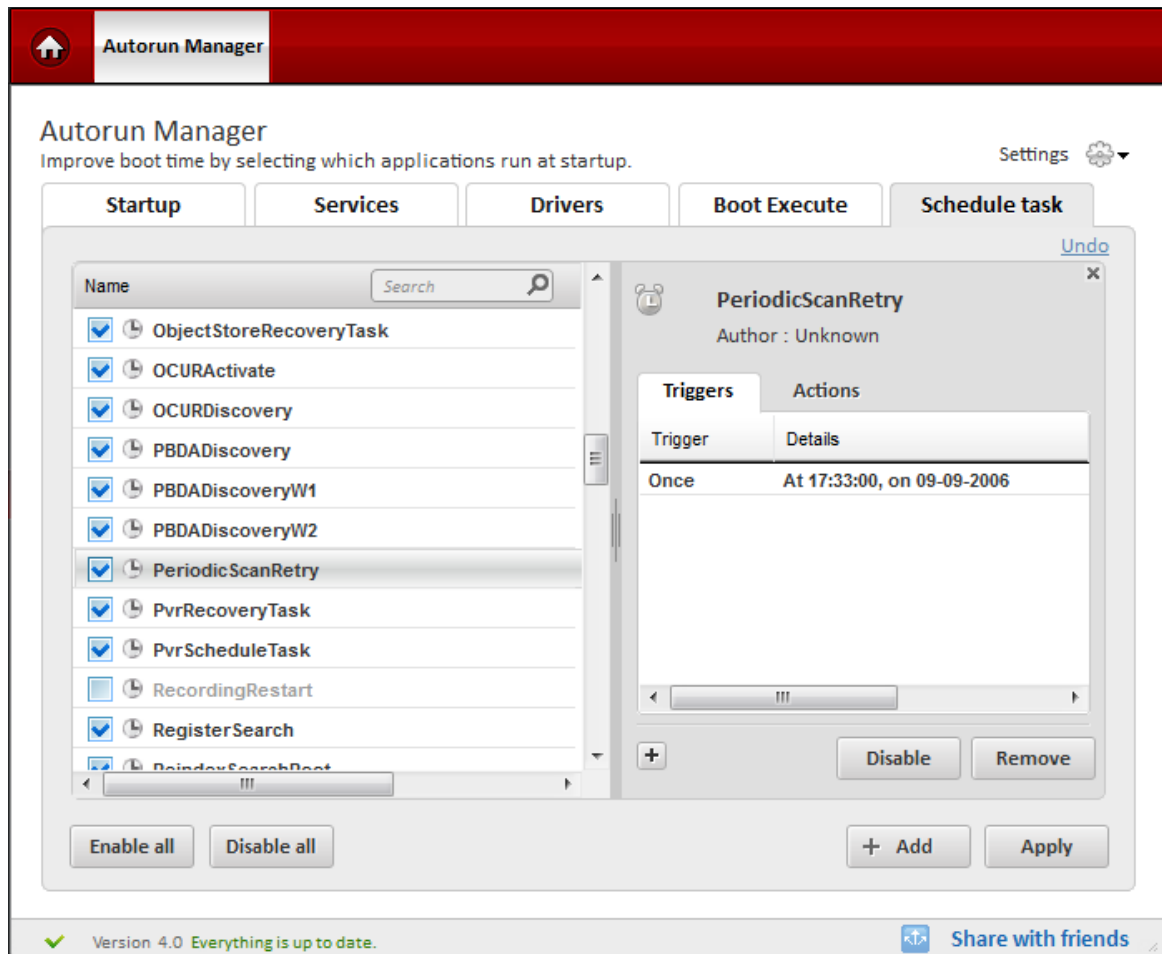 Autorun Manager
Autorun Manager
Improve boot time by selecting which applications run at startup.
Settings
Startup Services Drivers Boot Execute Schedule task
Undo
Name Search
ObjectStoreRecoveryTask
OCURActivate
OCURDiscovery
PBDADiscovery
PBDADiscoveryW1
PBDADiscoveryW2
PeriodicScanRetry
PvrRecoveryTask
PvrScheduleTask
RecordingRestart
RegisterSearch
ReindexSearchRoot
PeriodicScanRetry
Author : Unknown
Triggers Actions
Trigger Details
Once At 17:33:00, on 09-09-2006
Disable Remove
Enable all Disable all + Add Apply
Version 4.0 Everything is up to date.
Share with friends